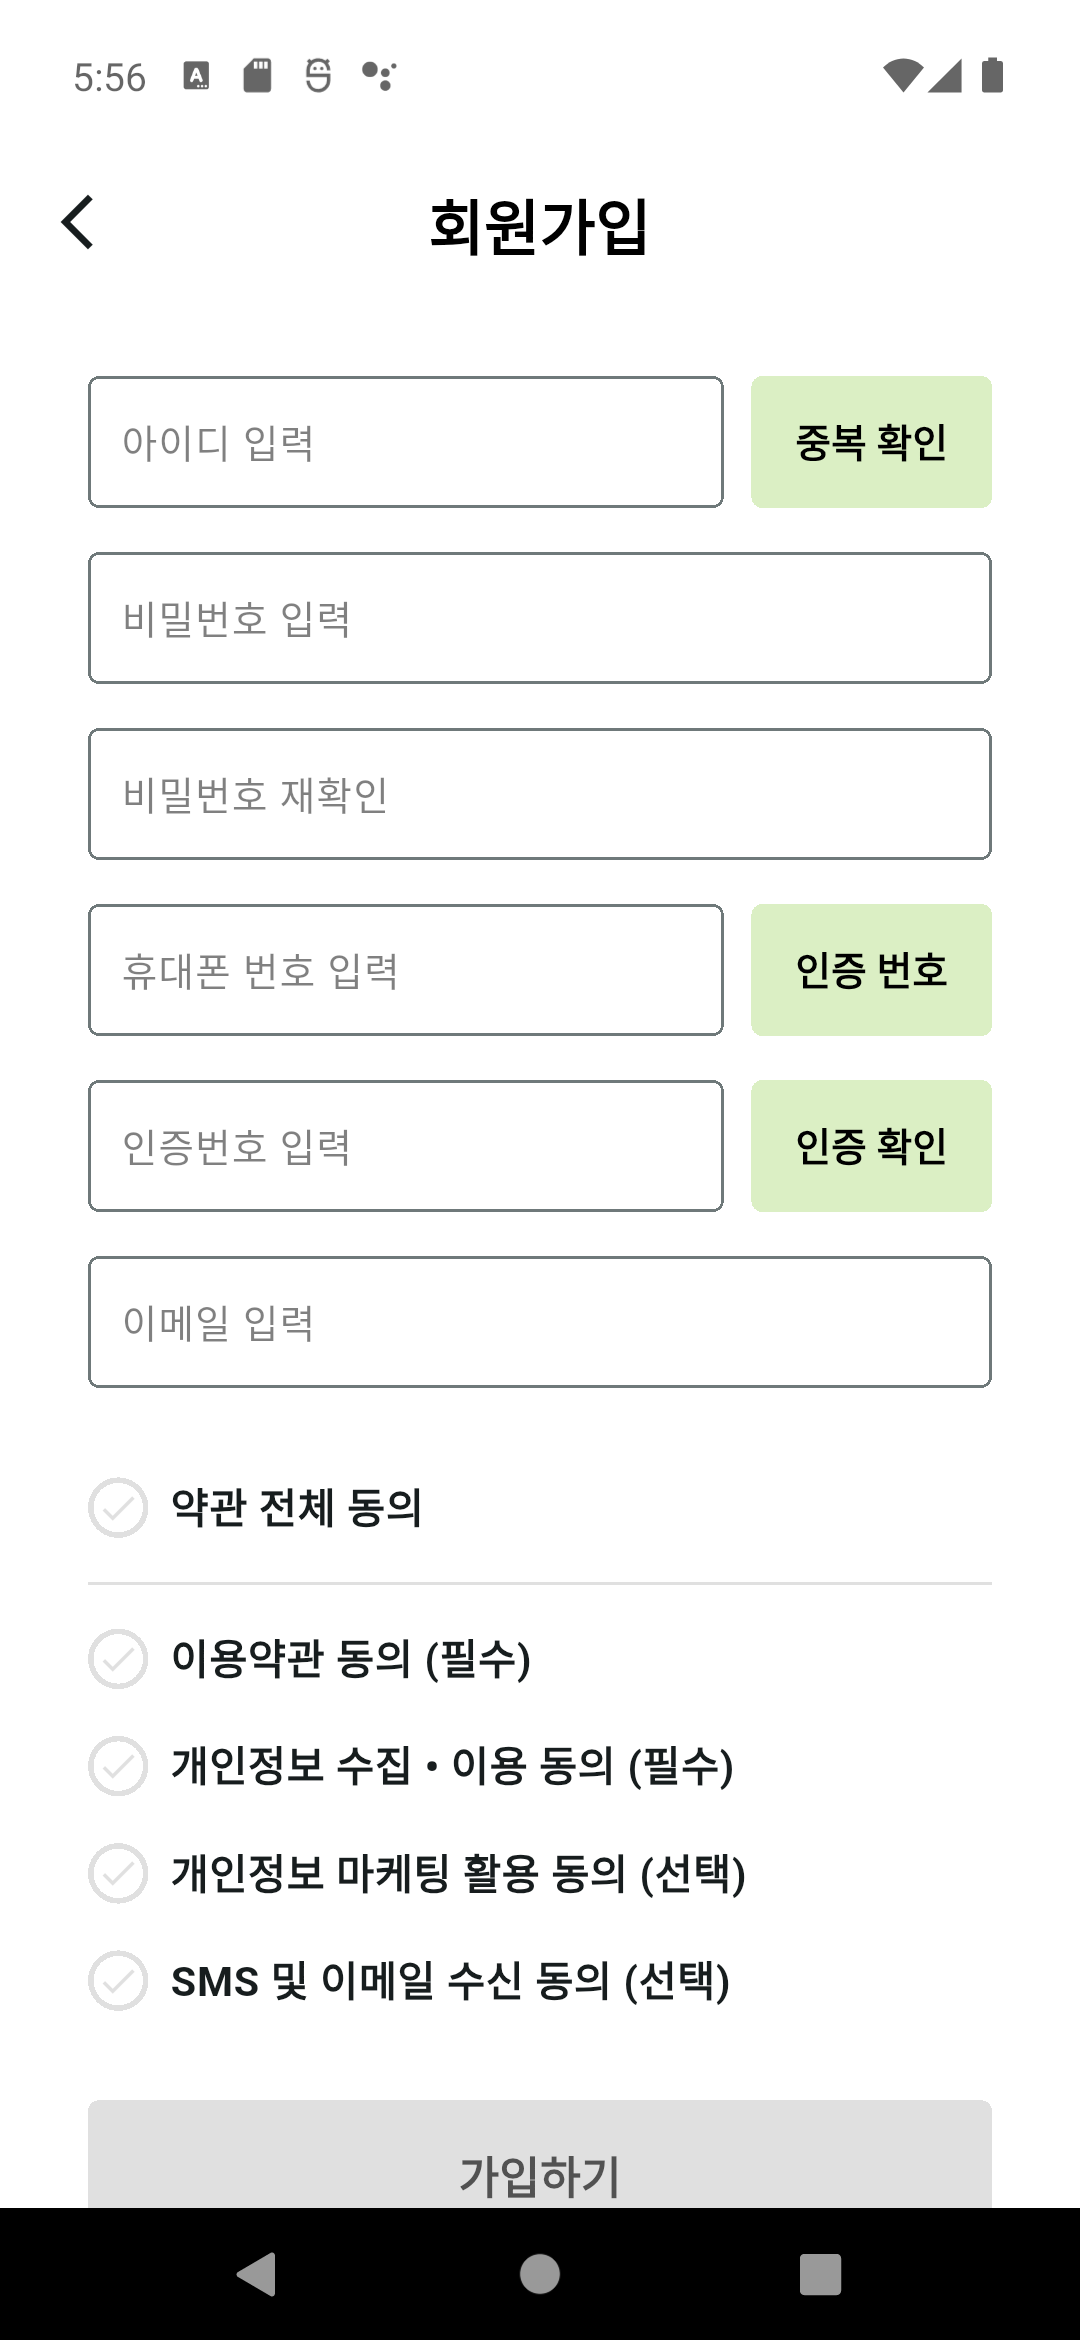 5:56
회원가입
아이디 입력
중복 확인
비밀번호 입력
비밀번호 재확인
휴대폰 번호 입력
인증 번호
인증번호 입력
인증 확인
이메일 입력
약관 전체 동의
이용약관 동의 (필수)
개인정보 수집 • 이용 동의 (필수)
개인정보 마케팅 활용 동의 (선택)
SMS 및 이메일 수신 동의 (선택)
가입하기